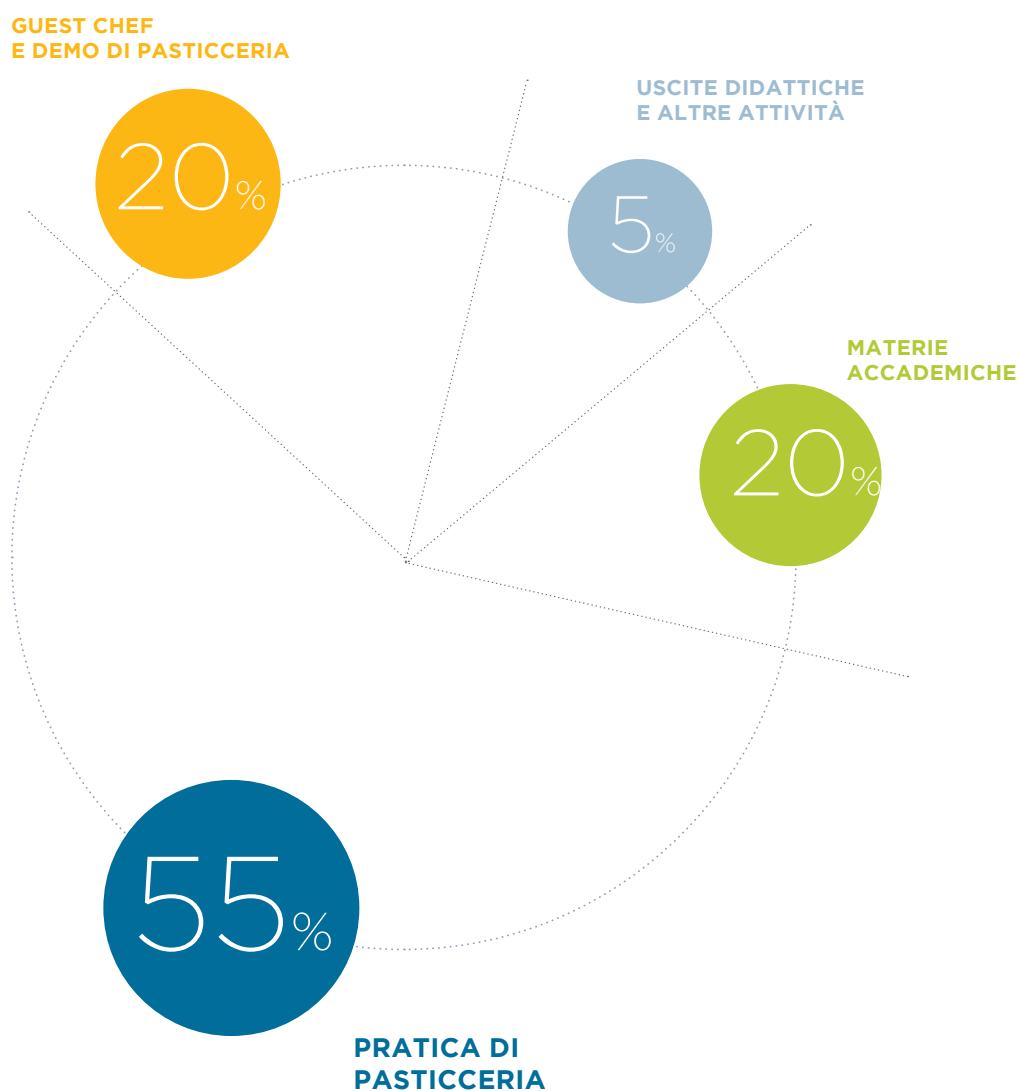 GUEST CHEF
E DEMO DI PASTICCERIA
20%
USCITE DIDATTICHE
E ALTRE ATTIVITÀ
5%
MATERIE
ACCADEMICHE
20%
55%
PRATICA DI
PASTICCERIA